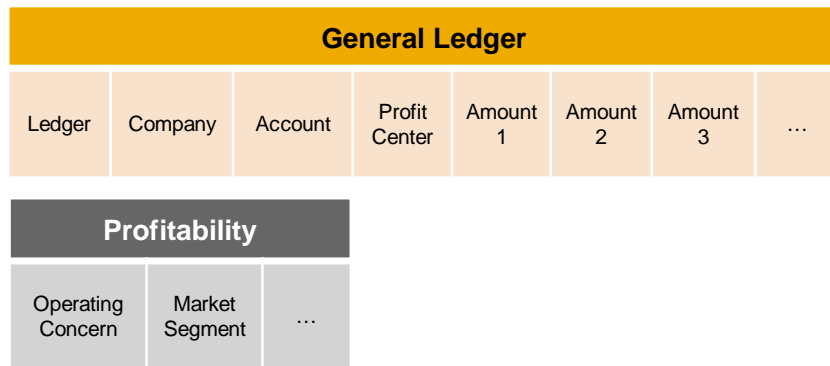 General Ledger
Ledger
Company
Account
Profit
Center
Amount
1
Amount
2
Amount
3
…
Profitability
Operating
Concern
Market
Segment
…